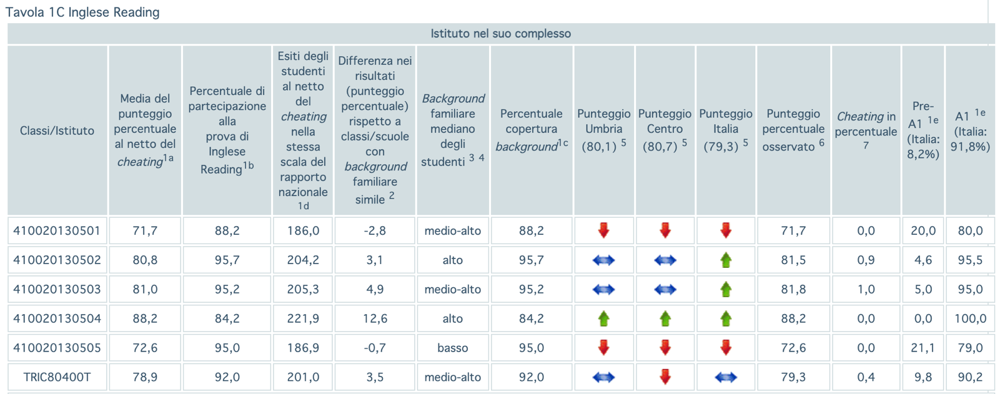 Tavola 1C Inglese Reading
Istituto nel suo complesso
Classi/Istituto
Media del
punteggio
percentuale
al netto del
cheating1a
Percentuale di
partecipazione
alla
prova di
Inglese
Reading1b
Esiti degli
studenti
al netto
del
cheating
nella
stessa
scala del
rapporto
nazionale
1d
Differenza nei
risultati
(punteggio
percentuale)
rispetto a
classi/scuole
con
background
familiare
simile 2
Background
familiare
mediano
degli
studenti 3 4
Percentuale
copertura
background1c
Punteggio
Umbria
(80,1) 5
Punteggio
Centro
(80,7) 5
Punteggio
Italia
(79,3) 5
Punteggio
percentuale
osservato 6
Cheating in
percentuale
7
Pre-
A1 1e
(Italia:
8,2%)
A1 1e
(Italia:
91,8%)
410020130501 71,7 88,2 186,0 -2,8 medio-alto 88,2 71,7 0,0 20,0 80,0
410020130502 80,8 95,7 204,2 3,1 alto 95,7 81,5 0,9 4,6 95,5
410020130503 81,0 95,2 205,3 4,9 medio-alto 95,2 81,8 1,0 5,0 95,0
410020130504 88,2 84,2 221,9 12,6 alto 84,2 88,2 0,0 0,0 100,0
410020130505 72,6 95,0 186,9 -0,7 basso 95,0 72,6 0,0 21,1 79,0
TRIC80400T 78,9 92,0 201,0 3,5 medio-alto 92,0 79,3 0,4 9,8 90,2